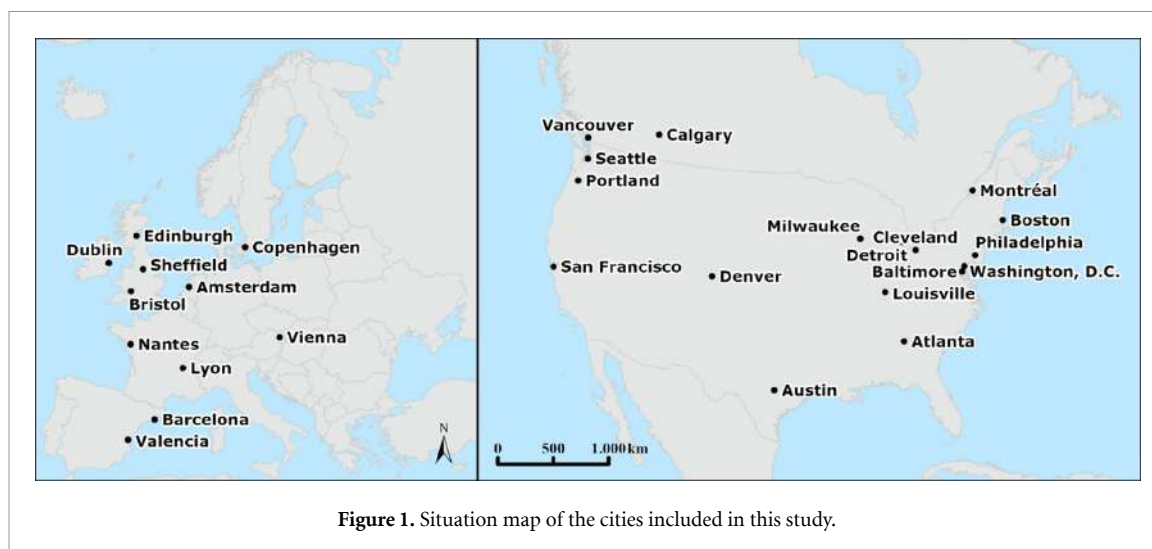 Edinburgh
Dublin
Copenhagen
Sheffield
Amsterdam
Bristol
Nantes
Vienna
Lyon
Barcelona
Valencia
N
Vancouver
Calgary
Seattle
Portland
Montréal
Milwaukee
Boston
Cleveland
Philadelphia
Detroit
San Francisco
Denver
Baltimore
Washington, D.C.
Louisville
Atlanta
Austin
0 500 1.000 km
Figure 1. Situation map of the cities included in this study.